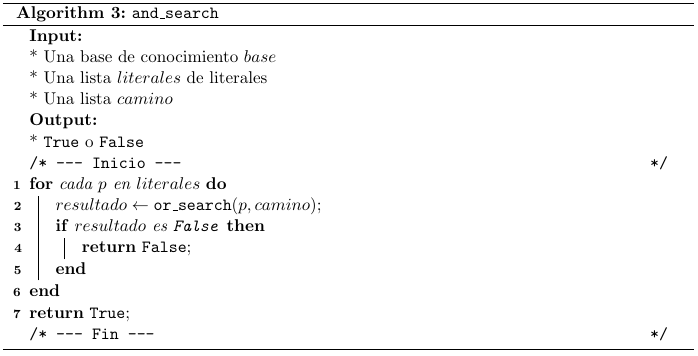 Algorithm 3: and_search
Input:
* Una base de conocimiento base
* Una lista literales de literales
* Una lista camino
Output:
* True o False
/* --- Inicio --- */
1 for cada p en literales do
2 resultado ← or_search(p, camino);
3 if resultado es False then
4 return False;
5 end
6 end
7 return True;
/* --- Fin --- */